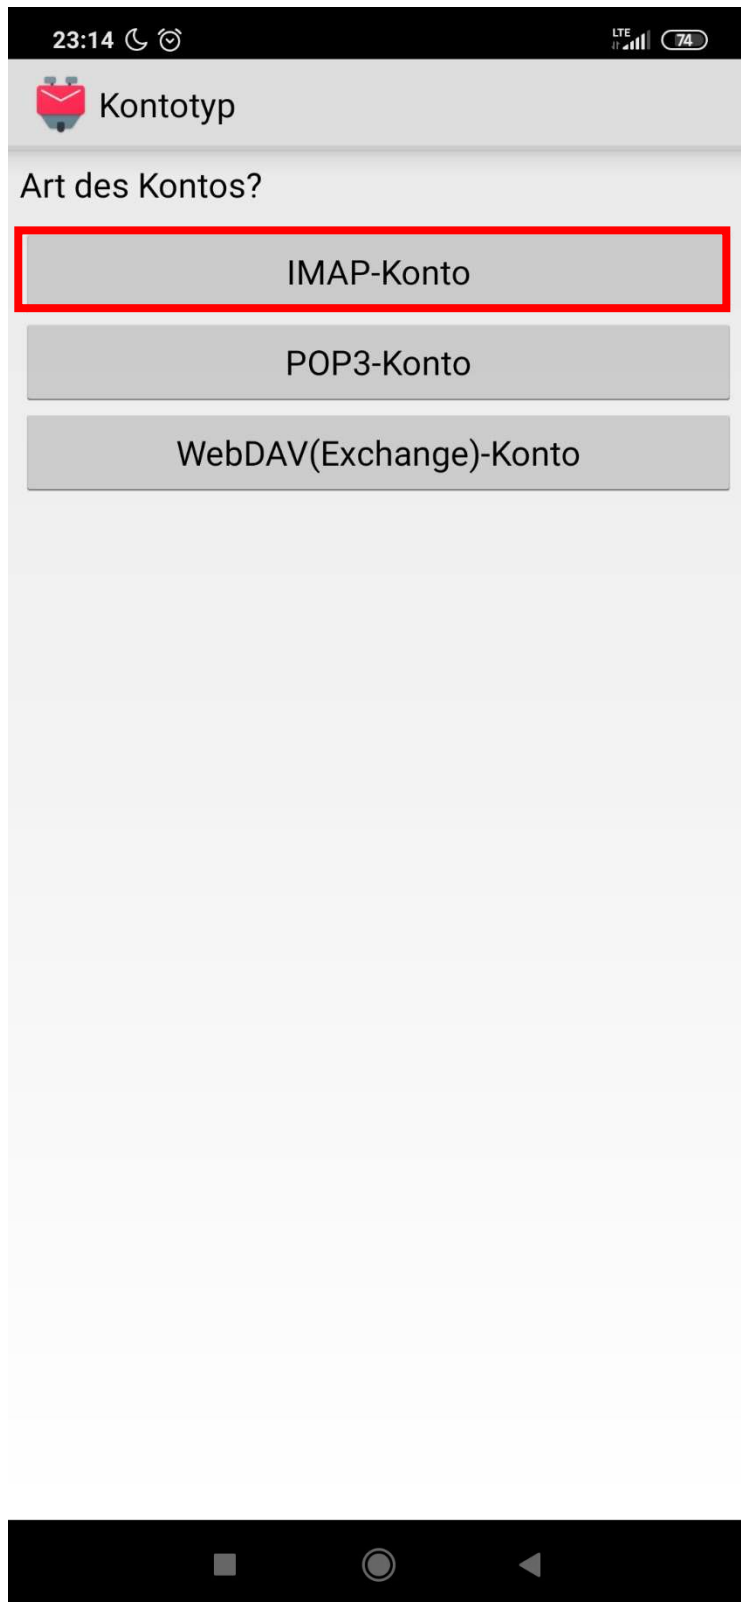 23:14
LTE
74
Kontotyp
Art des Kontos?
IMAP-Konto
POP3-Konto
WebDAV(Exchange)-Konto